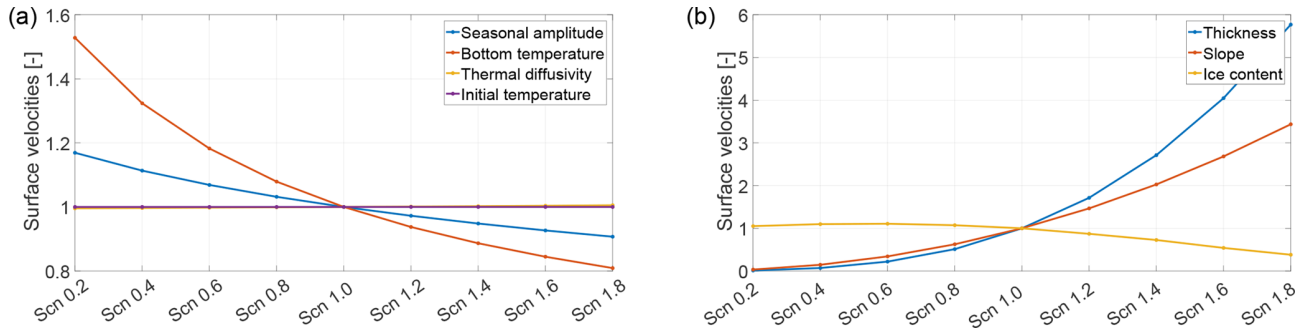 (a)
Surface velocities [-]
1.6
1.4
1.2
1
0.8
Seasonal amplitude
Bottom temperature
Thermal diffusivity
Initial temperature
Scn 0.2
Scn 0.4
Scn 0.6
Scn 0.8
Scn 1.0
Scn 1.2
Scn 1.4
Scn 1.6
Scn 1.8
(b)
Surface velocities [-]
6
5
4
3
2
1
0
Thickness
Slope
Ice content
Scn 0.2
Scn 0.4
Scn 0.6
Scn 0.8
Scn 1.0
Scn 1.2
Scn 1.4
Scn 1.6
Scn 1.8